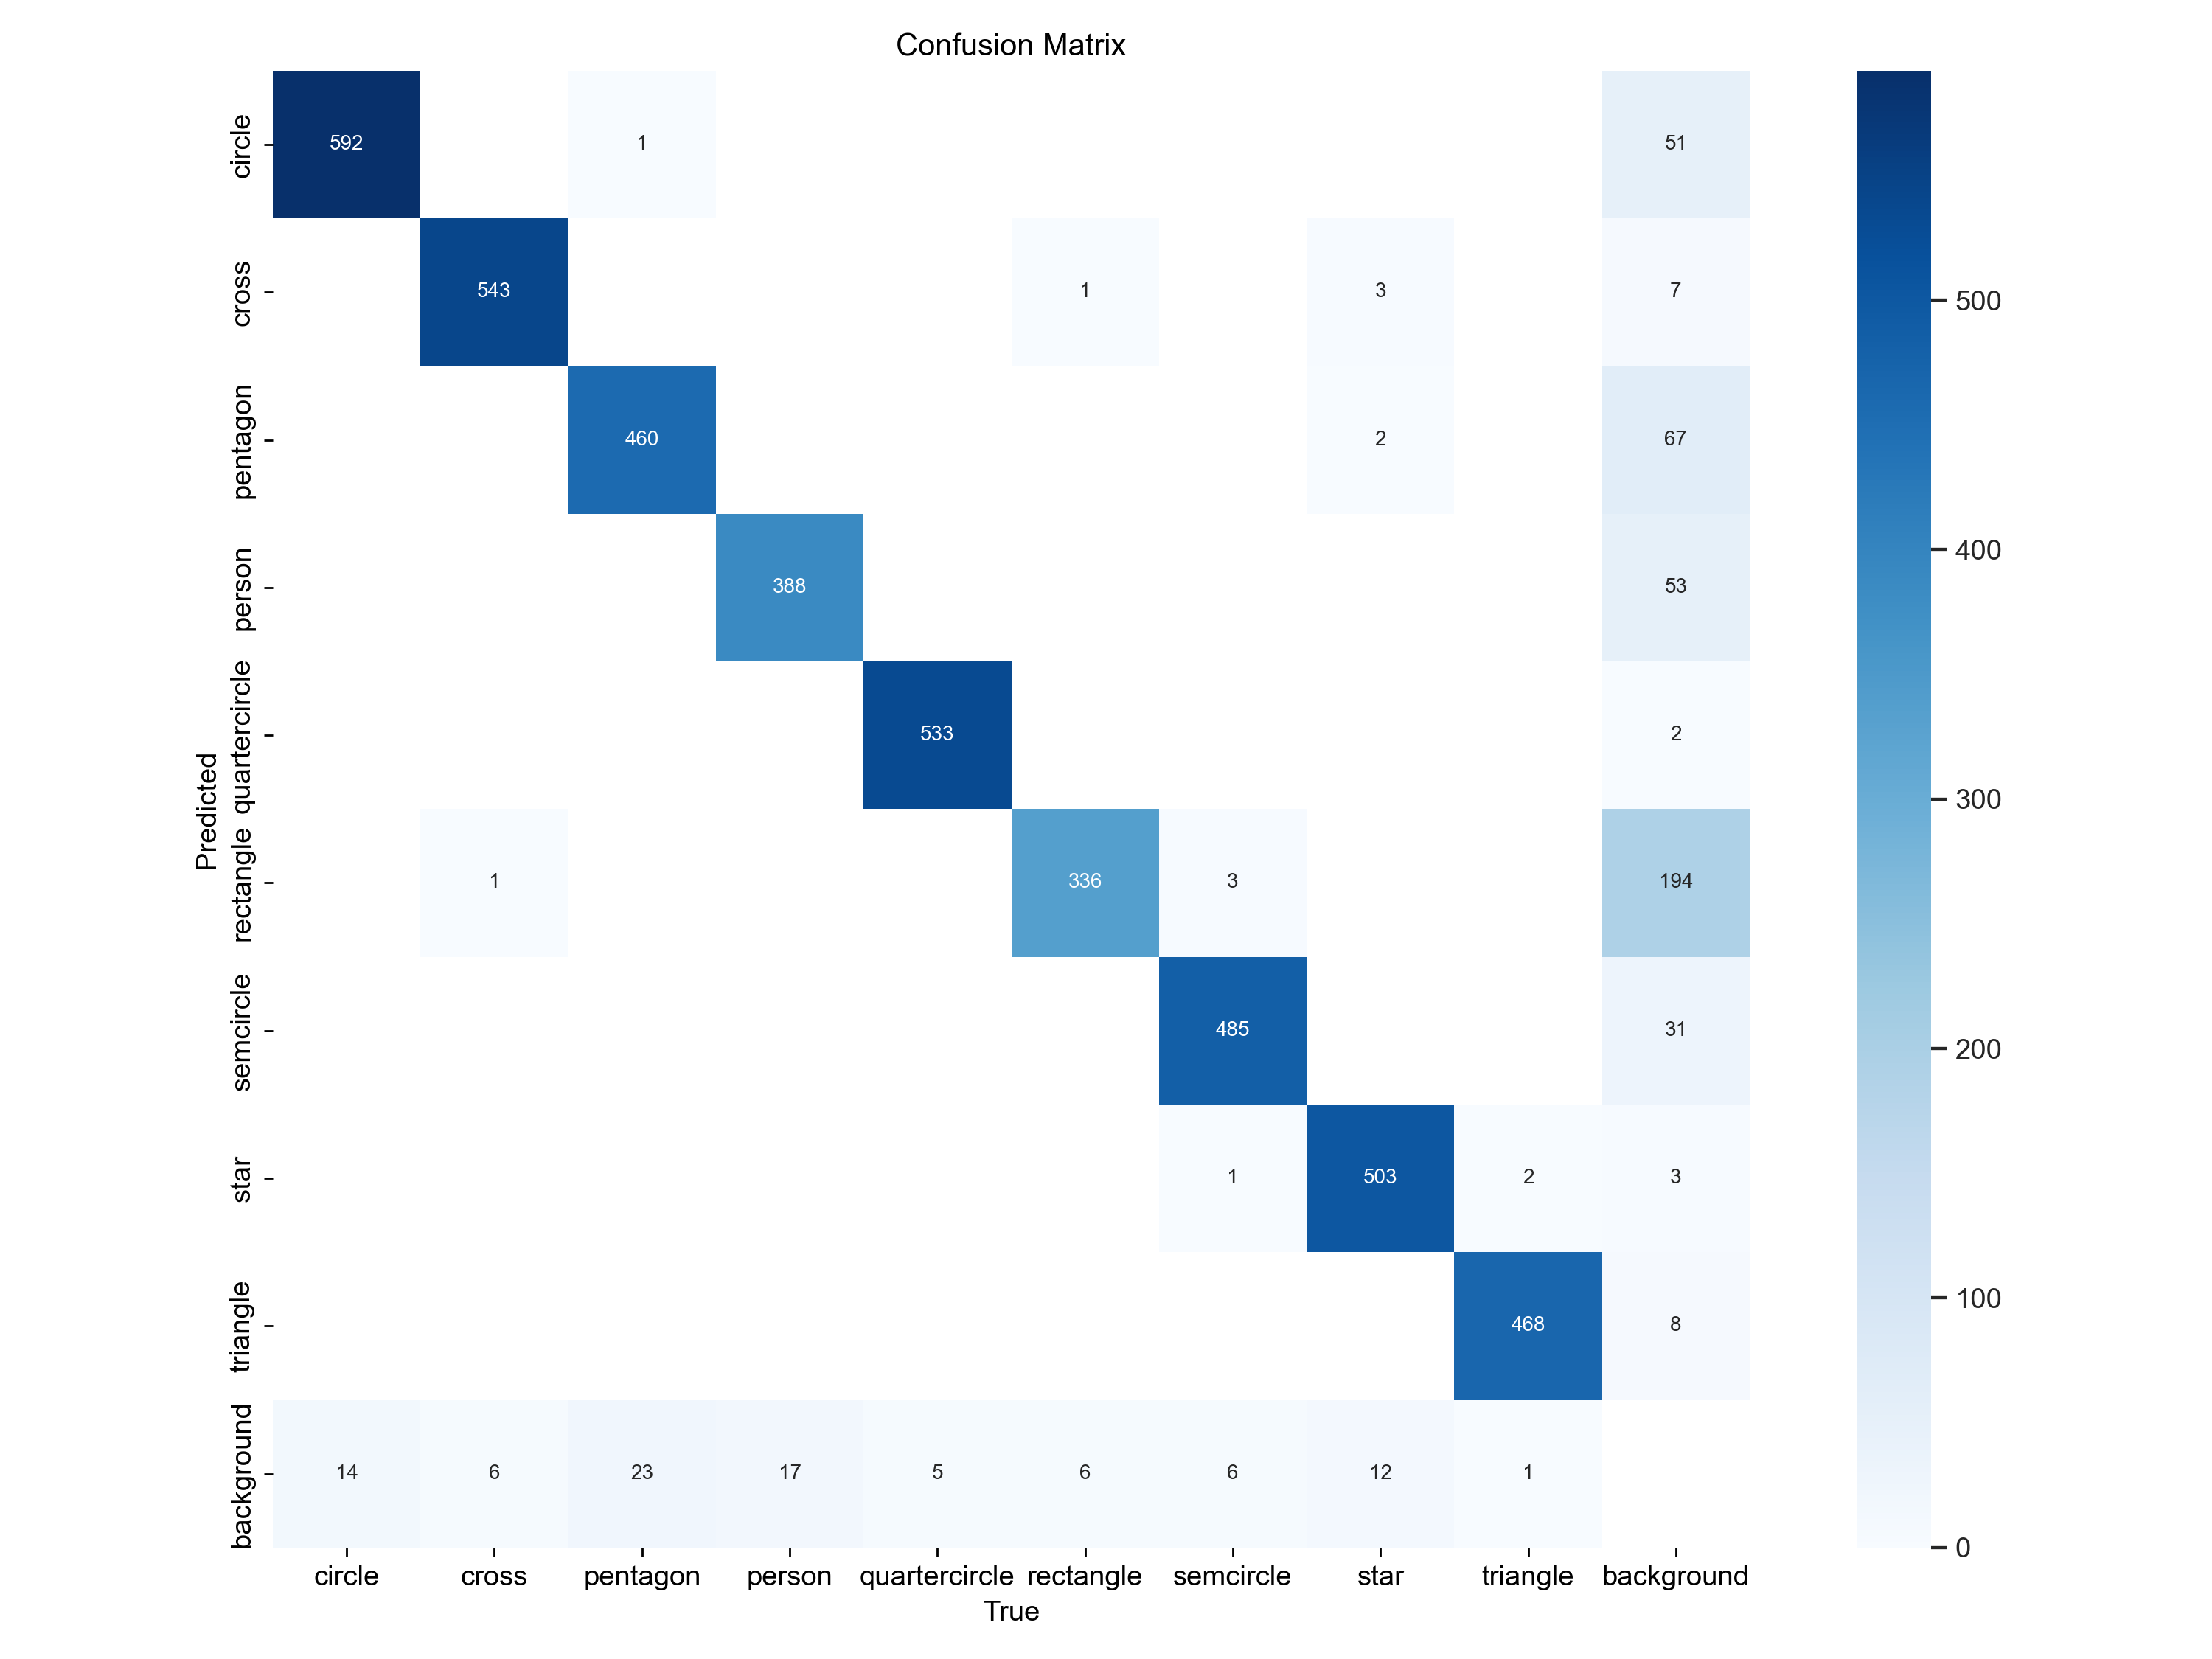 Confusion Matrix
circle 592 1 51
cross 543 1 3 7
pentagon 460 2 67
person 388 53
quartercircle 533 2
rectangle 1 336 3 194
semcircle 485 31
star 1 503 2 3
triangle 468 8
background 14 6 23 17 5 6 6 12 1
circle cross pentagon person quartercircle rectangle semcircle star triangle background
True
Predicted
500
400
300
200
100
0